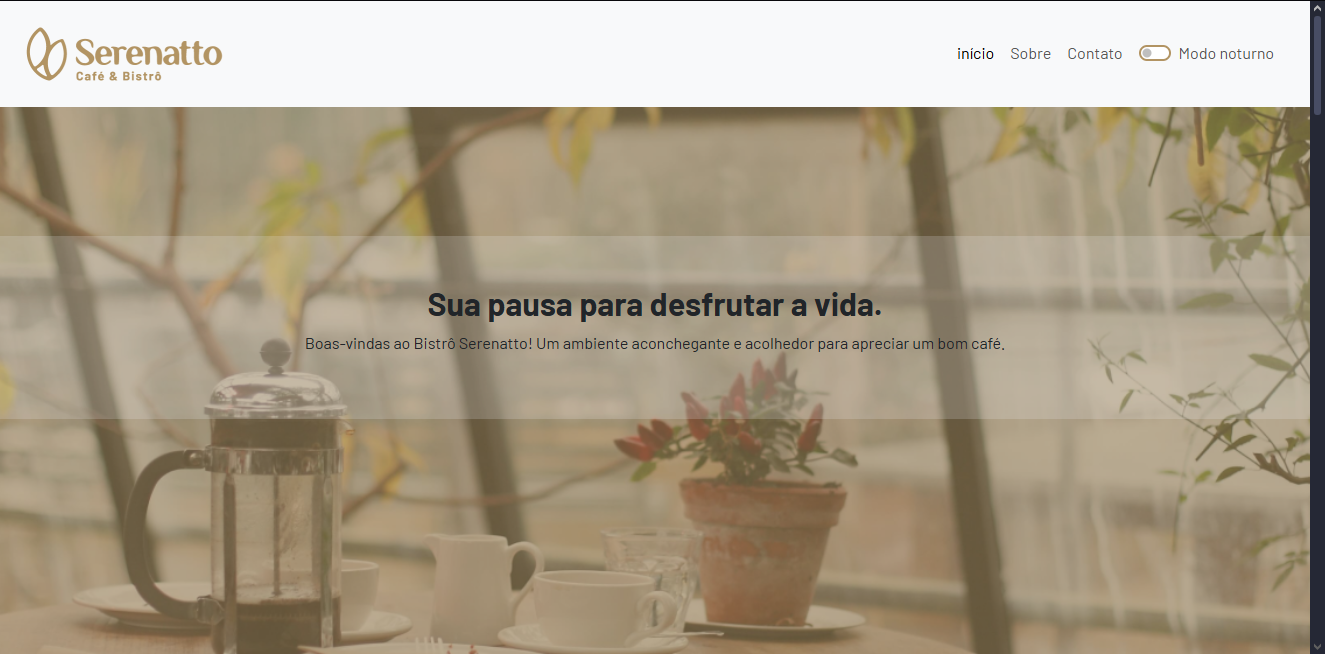 Serenatto
Café & Bistrô
início
Sobre
Contato
Modo noturno
Sua pausa para desfrutar a vida.
Boas-vindas ao Bistrô Serenatto! Um ambiente aconchegante e acolhedor para apreciar um bom café.